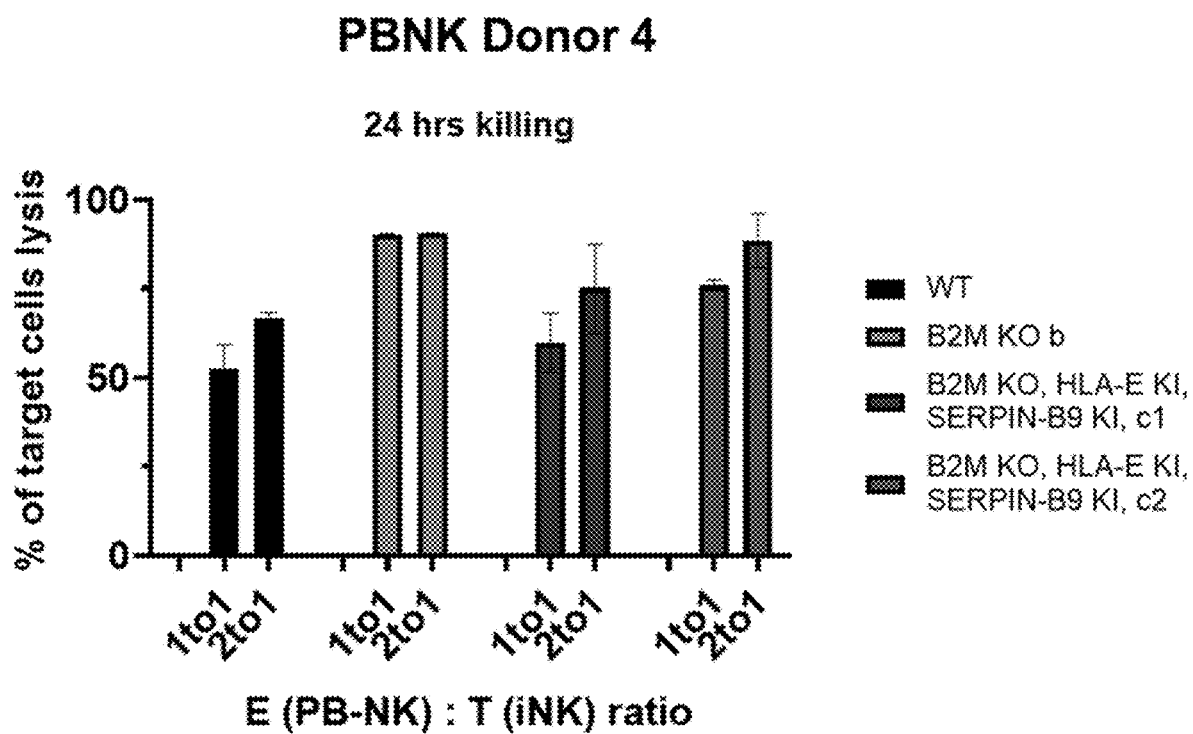 PBNK Donor 4
24 hrs killing
% of target cells lysis
100
50
0
1to1
2to1
1to1
2to1
1to1
2to1
1to1
2to1
E (PB-NK) : T (iNK) ratio
WT
B2M KO b
B2M KO, HLA-E KI,
SERPIN-B9 KI, c1
B2M KO, HLA-E KI,
SERPIN-B9 KI, c2